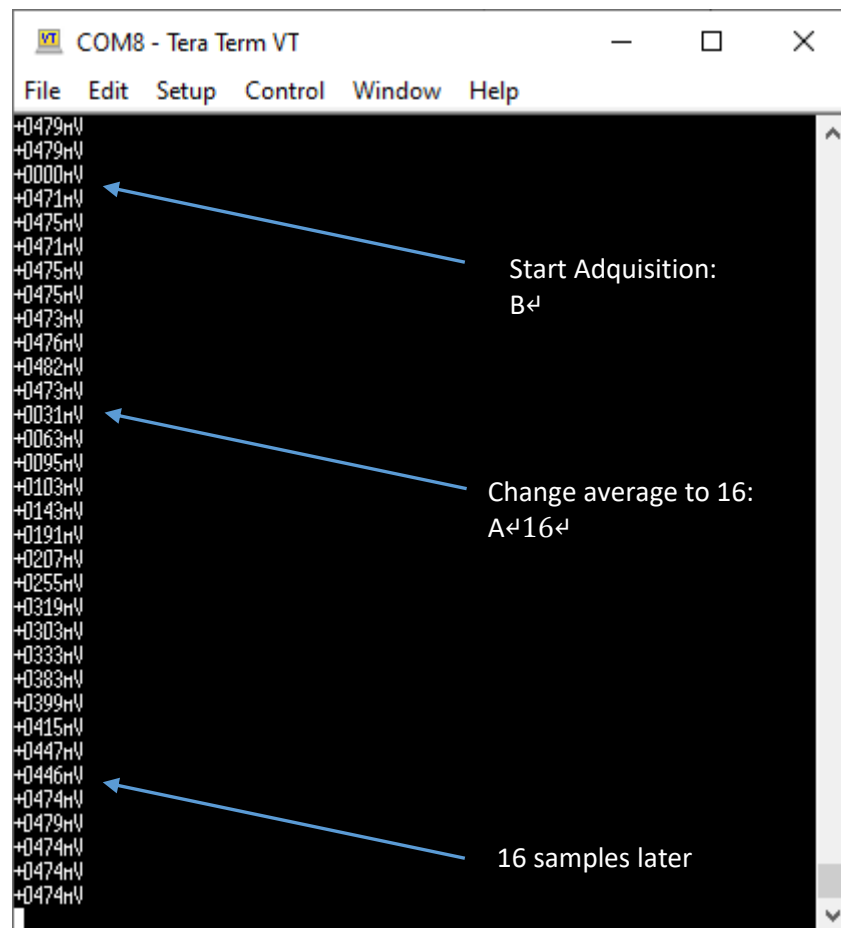 COM8 - Tera Term VT
File Edit Setup Control Window Help
+0479mV
+0479mV
+0000mV
+0471mV
+0475mV
+0471mV
+0475mV
+0475mV
+0473mV
+0476mV
+0482mV
+0473mV
+0031mV
+0063mV
+0095mV
+0103mV
+0143mV
+0191mV
+0207mV
+0255mV
+0319mV
+0303mV
+0333mV
+0383mV
+0399mV
+0415mV
+0447mV
+0446mV
+0474mV
+0479mV
+0474mV
+0474mV
+0474mV
Start Adquisition:
B↵
Change average to 16:
A↵16↵
16 samples later